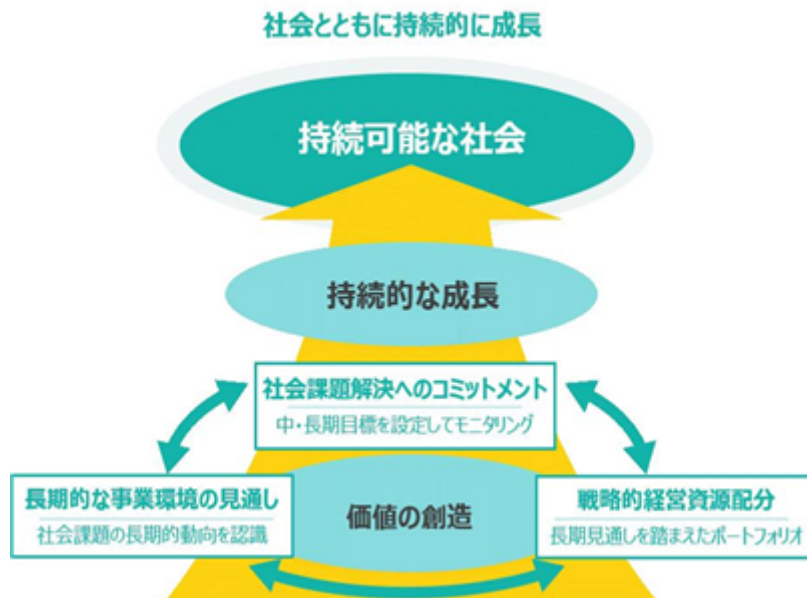 社会とともに持続的に成長
持続可能な社会
持続的な成長
社会課題解決へのコミットメント
中・長期目標を設定してモニタリング
長期的な事業環境の見通し
社会課題の長期的動向を認識
価値の創造
戦略的経営資源配分
長期見通しを踏まえたポートフォリオ